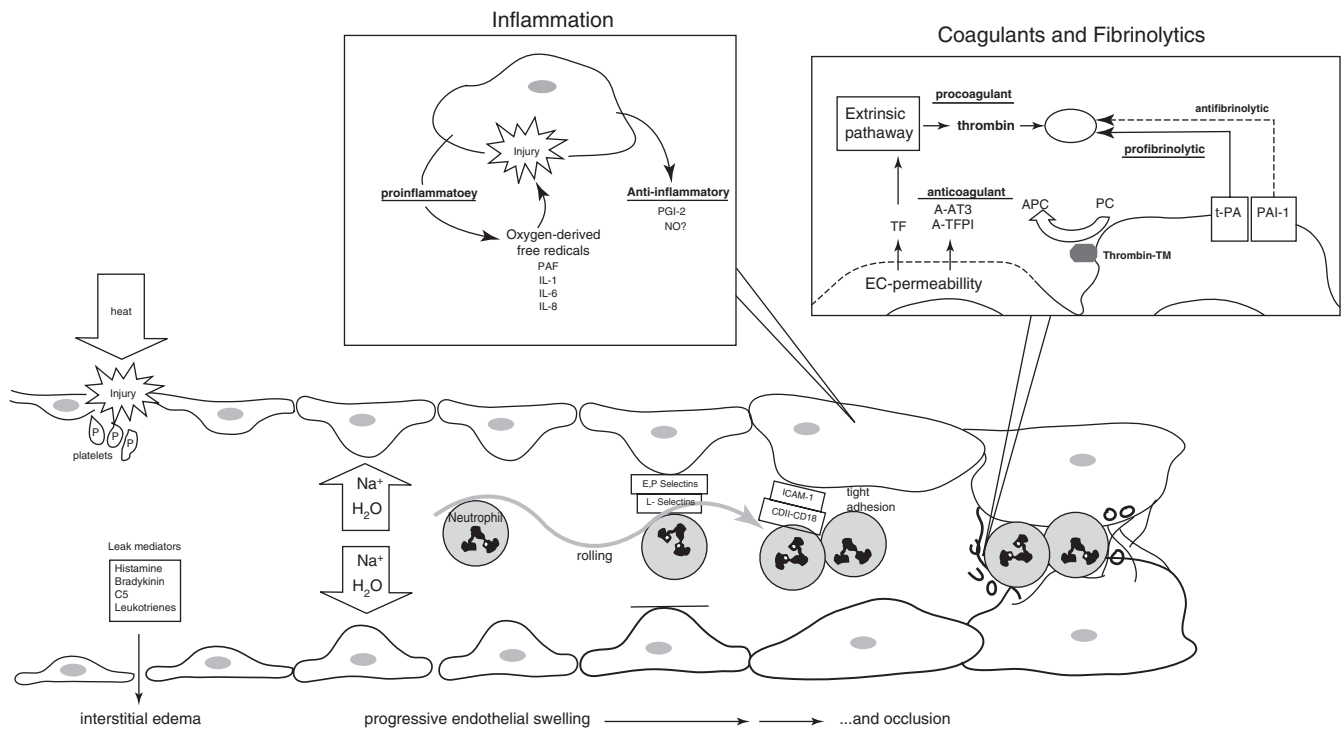 Inflammation
Injury
proinflammatoey
Anti-inflammatory
PGI-2
NO?
Oxygen-derived
free redicals
PAF
IL-1
IL-6
IL-8
Coagulants and Fibrinolytics
procoagulant
Extrinsic
pathaway
thrombin
antifibrinolytic
profibrinolytic
anticoagulant
A-AT3
A-TFPI
TF
APC
PC
t-PA
PAI-1
Thrombin-TM
EC-permeabillity
heat
Injury
P
P
P
platelets
Na+
H2O
Na+
H2O
Neutrophil
rolling
E,P Selectins
L- Selectins
ICAM-1
CDII-CD18
tight
adhesion
Leak mediators
Histamine
Bradykinin
C5
Leukotrienes
interstitial edema
progressive endothelial swelling
...and occlusion